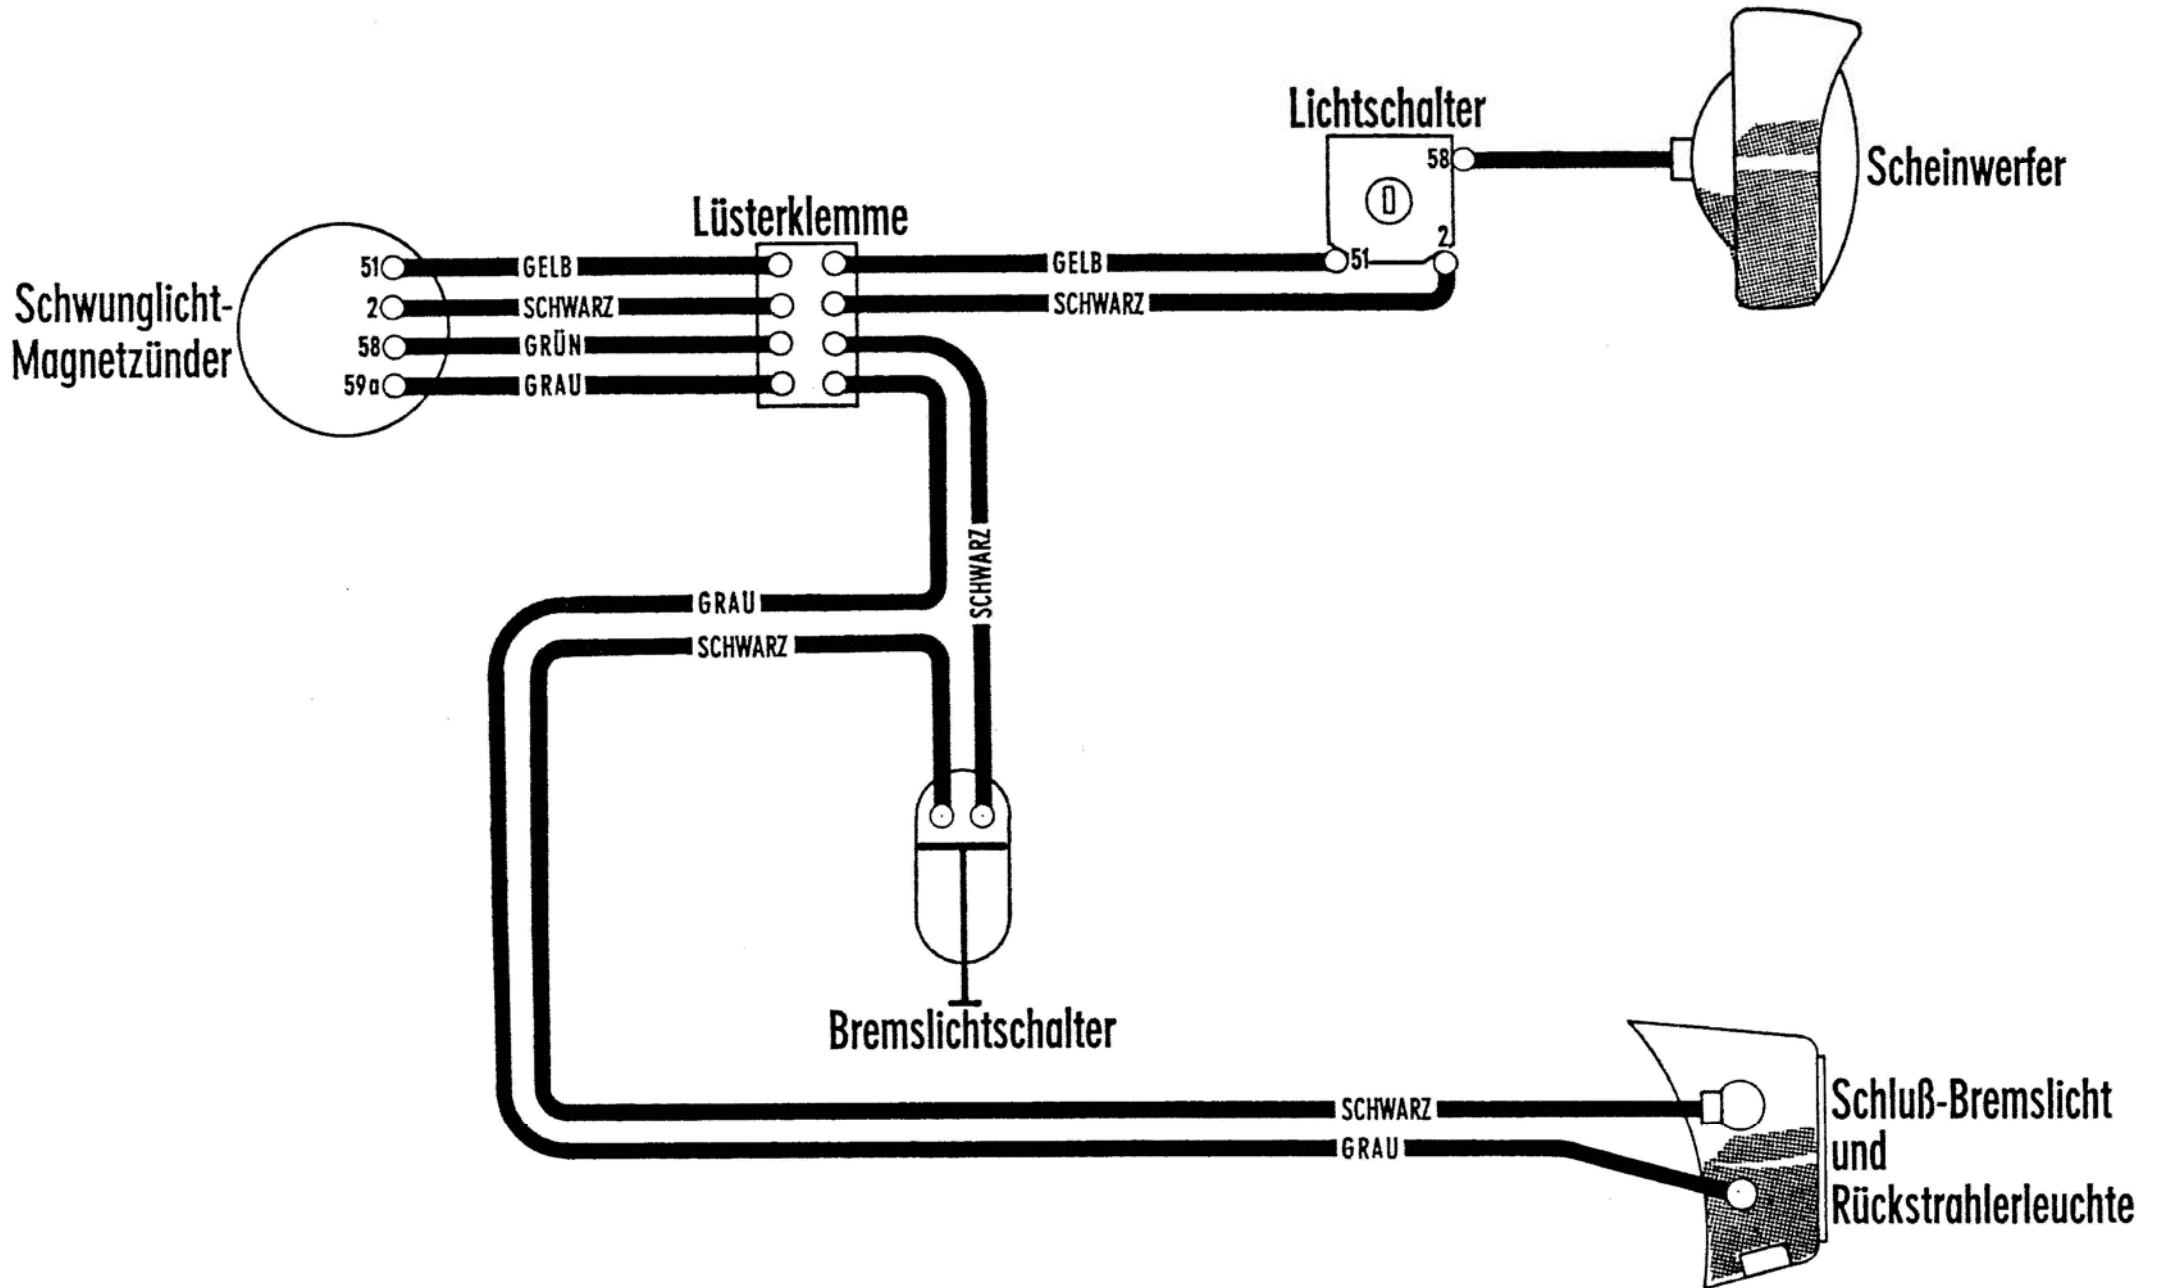 Lichtschalter
58
Scheinwerfer
2
51
Lüsterklemme
51 GELB
GELB
2 SCHWARZ
SCHWARZ
58 GRÜN
59a GRAU
Schwunglicht-
Magnetzünder
SCHWARZ
GRAU
SCHWARZ
Bremslichtschalter
SCHWARZ
GRAU
Schluß-Bremslicht
und
Rückstrahlerleuchte